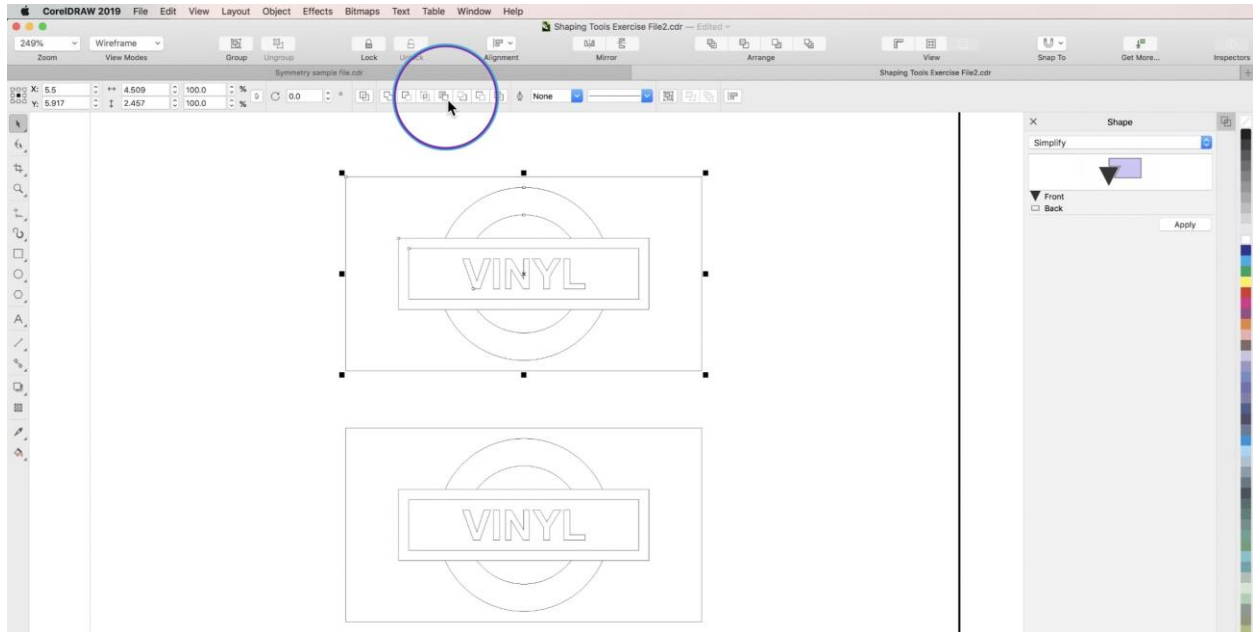 CorelDRAW 2019 File Edit View Layout Object Effects Bitmaps Text Table Window Help
Shaping Tools Exercise File2.cdr — Edited
249% Wireframe
Zoom View Modes Group Ungroup Lock Unlock Alignment Mirror Arrange View Snap To Get More... Inspectors
Symmetry sample file.cdr Shaping Tools Exercise File2.cdr
X: 5.5 4.509 100.0 %
Y: 5.917 2.457 100.0 %
0.0 ° None
Shape
Simplify
Front
Back
Apply
VINYL
VINYL